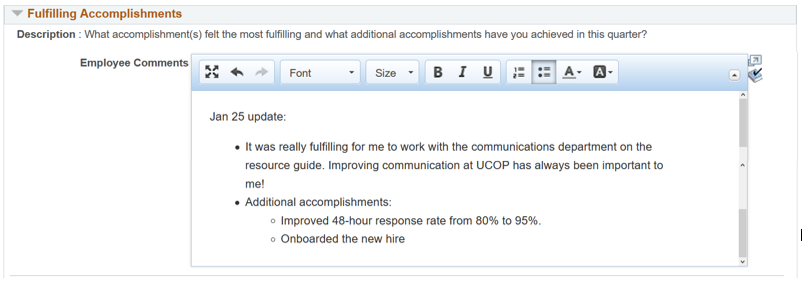 Fulfilling Accomplishments
Description : What accomplishment(s) felt the most fulfilling and what additional accomplishments have you achieved in this quarter?
Employee Comments
Font Size B I U A A
Jan 25 update:
• It was really fulfilling for me to work with the communications department on the
resource guide. Improving communication at UCOP has always been important to
me!
• Additional accomplishments:
◦ Improved 48-hour response rate from 80% to 95%.
◦ Onboarded the new hire